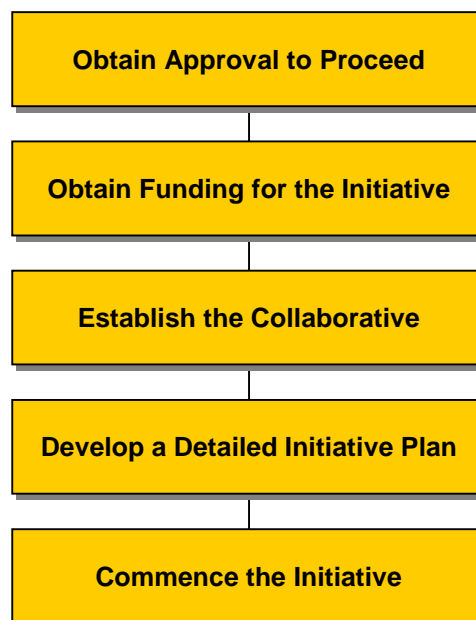 Obtain Approval to Proceed
Obtain Funding for the Initiative
Establish the Collaborative
Develop a Detailed Initiative Plan
Commence the Initiative